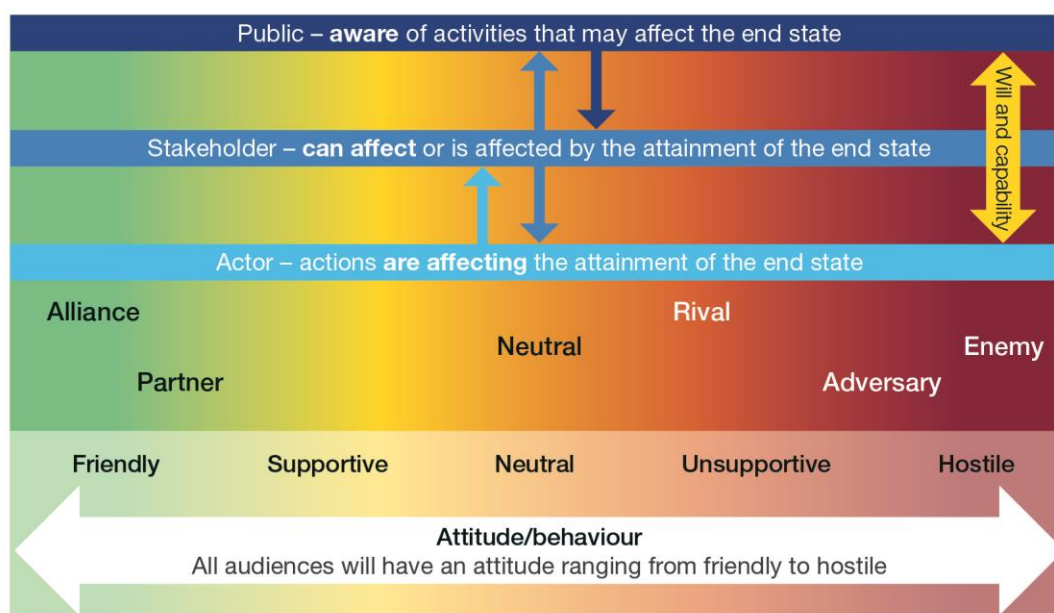 Public – aware of activities that may affect the end state
Will and capability
Stakeholder – can affect or is affected by the attainment of the end state
Actor – actions are affecting the attainment of the end state
Alliance
Rival
Neutral
Enemy
Partner
Adversary
Friendly
Supportive
Neutral
Unsupportive
Hostile
Attitude/behaviour
All audiences will have an attitude ranging from friendly to hostile